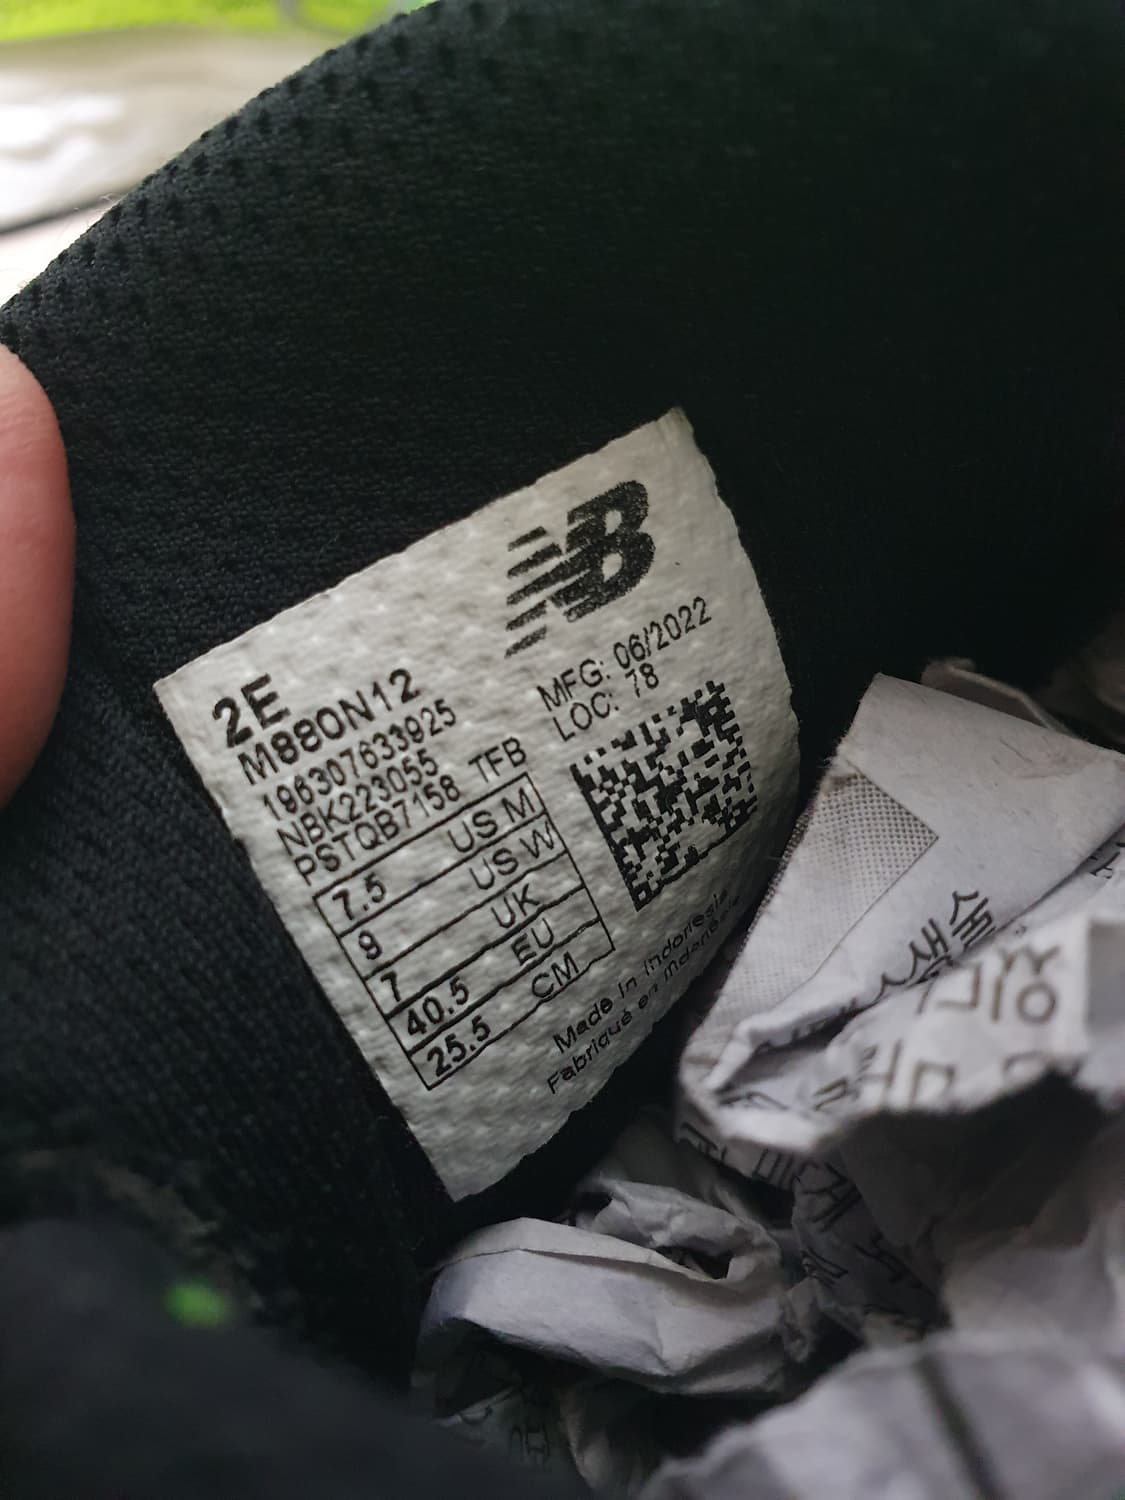 NB
2E
M880N12
196307633925
NBK223055
PSTQB7158 TFB
MFG: 06/2022
LOC: 78
7.5 US M
9 US W
7 UK
40.5 EU
25.5 CM
Made in Indonesia
Fabriqué en Indonésie